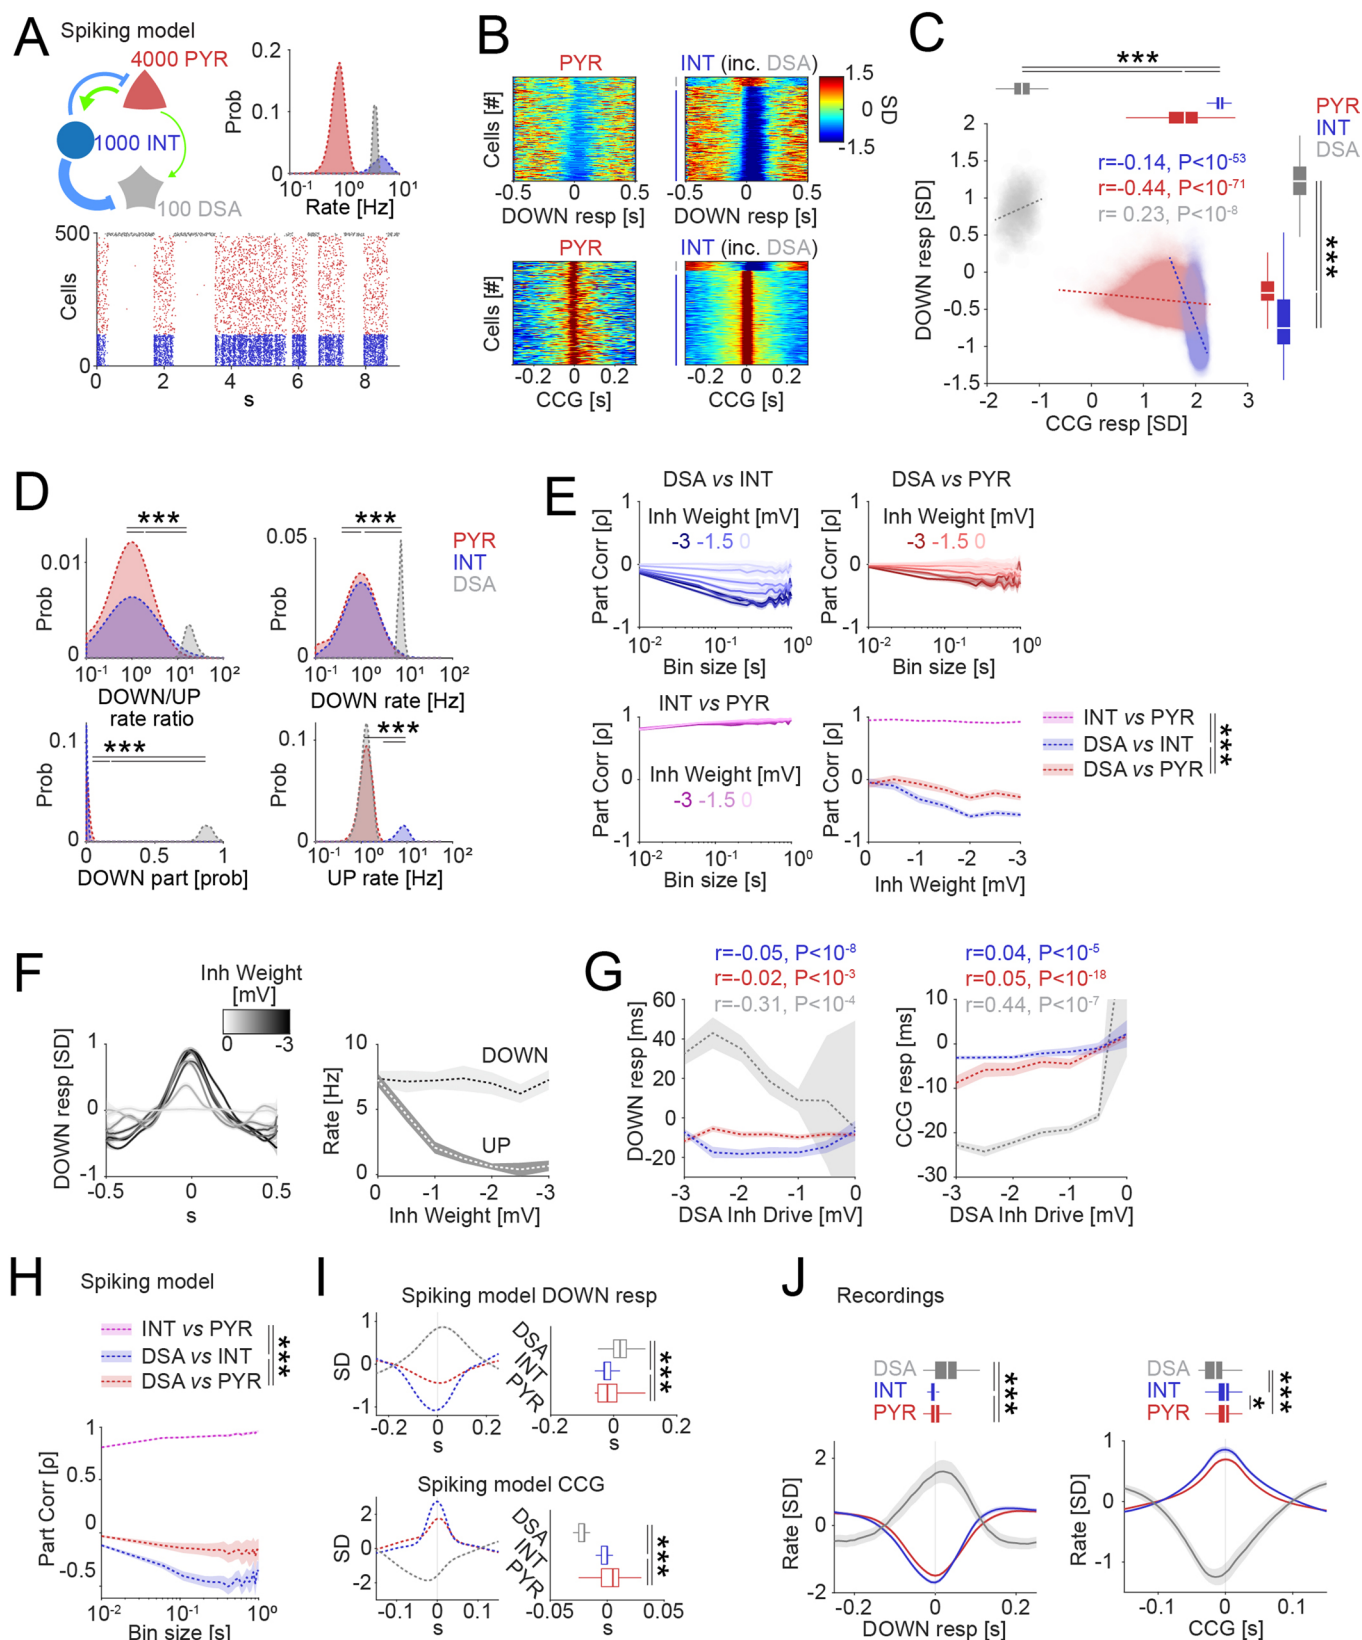 A
Spiking model
4000 PYR
1000 INT
100 DSA
Prob
0.2
0.1
0
10-1 100 101
Rate [Hz]
Cells
500
0
0 2 4 6 8
s
B
PYR
INT (inc. DSA)
Cells [#]
1.5
0
-1.5
SD
-0.5 0 0.5
-0.5 0 0.5
DOWN resp [s]
DOWN resp [s]
PYR
INT (inc. DSA)
Cells [#]
-0.2 0 0.2
-0.2 0 0.2
CCG [s]
CCG [s]
C
***
PYR
INT
DSA
r=-0.14, P<10-53
r=-0.44, P<10-71
r= 0.23, P<10-8
***
DOWN resp [SD]
2
1.5
1
0.5
0
-0.5
-1
-1.5
-2 -1 0 1 2 3
CCG resp [SD]
D
***
Prob
0.01
0
10-1 100 101 102
DOWN/UP
rate ratio
***
PYR
INT
DSA
Prob
0.05
0
10-1 100 101 102
DOWN rate [Hz]
***
Prob
0.1
0
0 0.5 1
DOWN part [prob]
***
Prob
0.1
0
10-1 100 101 102
UP rate [Hz]
E
DSA vs INT
Inh Weight [mV]
-3 -1.5 0
Part Corr [ρ]
1
0
-1
10-2 10-1 100
Bin size [s]
DSA vs PYR
Inh Weight [mV]
-3 -1.5 0
Part Corr [ρ]
1
0
-1
10-2 10-1 100
Bin size [s]
INT vs PYR
Inh Weight [mV]
-3 -1.5 0
Part Corr [ρ]
1
0
-1
10-2 10-1 100
Bin size [s]
Part Corr [ρ]
1
0
-1
0 -1 -2 -3
Inh Weight [mV]
INT vs PYR
DSA vs INT
DSA vs PYR
***
F
Inh Weight
[mV]
0 -3
DOWN resp [SD]
1
0
-1
-0.5 0 0.5
s
Rate [Hz]
10
5
0
DOWN
UP
0 -1 -2 -3
Inh Weight [mV]
G
r=-0.05, P<10-8
r=-0.02, P<10-3
r=-0.31, P<10-4
DOWN resp [ms]
60
40
20
0
-20
-3 -2 -1 0
DSA Inh Drive [mV]
r=0.04, P<10-5
r=0.05, P<10-18
r=0.44, P<10-7
CCG resp [ms]
10
0
-10
-20
-30
-3 -2 -1 0
DSA Inh Drive [mV]
H
Spiking model
INT vs PYR
DSA vs INT
DSA vs PYR
***
Part Corr [ρ]
1
0.5
0
-0.5
10-2 10-1 100
Bin size [s]
I
Spiking model DOWN resp
SD
1
0
-1
-0.2 0 0.2
s
DSA
INT
PYR
***
-0.2 0 0.2
s
Spiking model CCG
SD
2
0
-2
-0.1 0 0.1
s
DSA
INT
PYR
***
-0.05 0 0.05
s
J
Recordings
DSA
INT
PYR
***
Rate [SD]
2
0
-2
-0.2 0 0.2
DOWN resp [s]
DSA
INT
PYR
*
***
Rate [SD]
1
0
-1
-0.1 0 0.1
CCG [s]